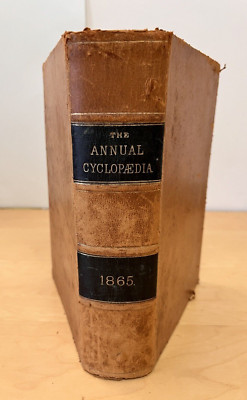 THE
ANNUAL
CYCLOPÆDIA
1865.